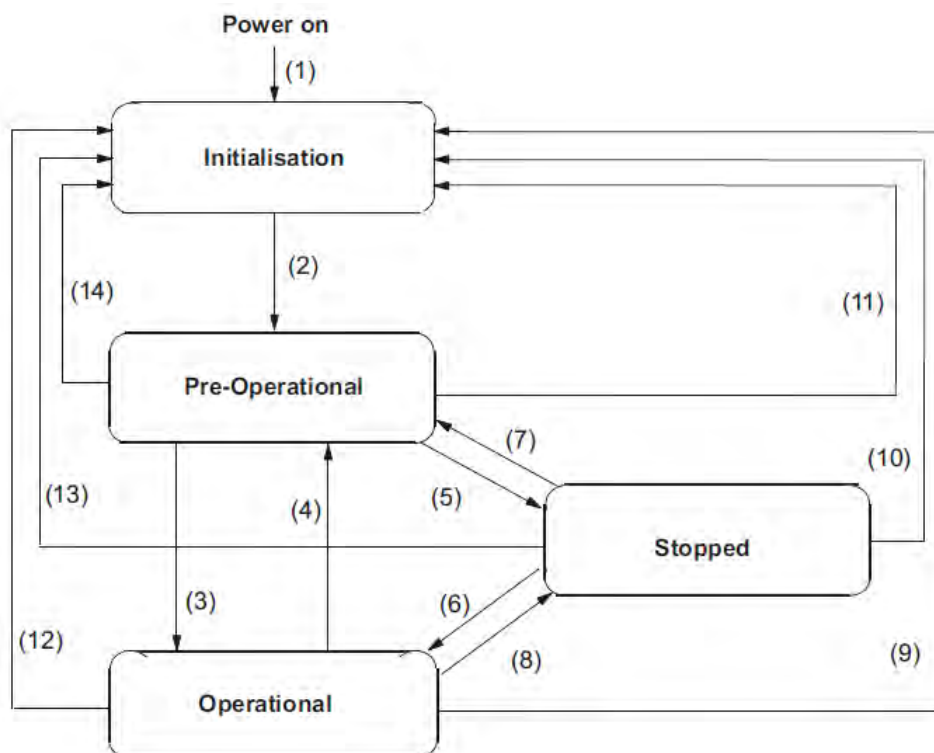 Power on
(1)
Initialisation
(2)
(14)
(11)
Pre-Operational
(7)
(10)
(13)
(4)
(5)
Stopped
(3)
(6)
(12)
(8)
(9)
Operational